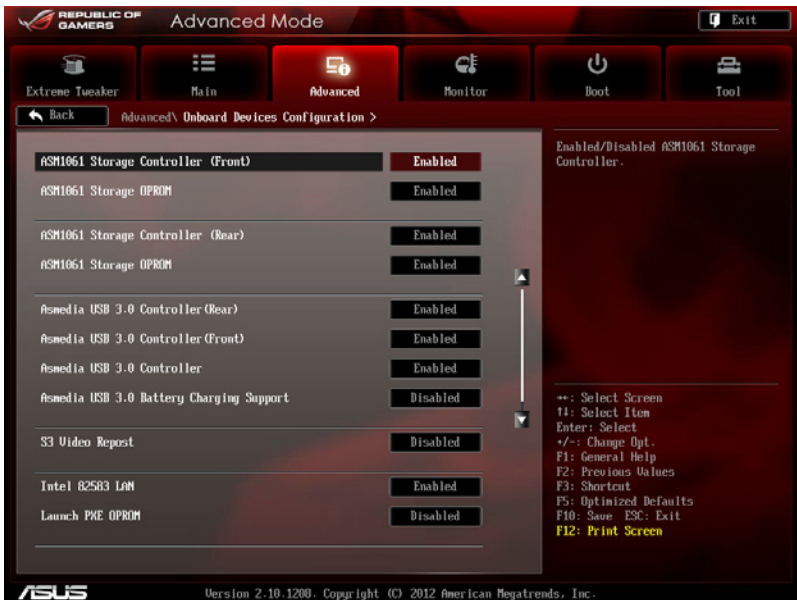 REPUBLIC OF
GAMERS
Advanced Mode
Exit
Extreme Tweaker
Main
Advanced
Monitor
Boot
Tool
Back
Advanced\ Onboard Devices Configuration >
ASM1061 Storage Controller (Front) Enabled
ASM1061 Storage OPROM Enabled
ASM1061 Storage Controller (Rear) Enabled
ASM1061 Storage OPROM Enabled
Asmedia USB 3.0 Controller(Rear) Enabled
Asmedia USB 3.0 Controller(Front) Enabled
Asmedia USB 3.0 Controller Enabled
Asmedia USB 3.0 Battery Charging Support Disabled
S3 Video Repost Disabled
Intel 82583 LAN Enabled
Launch PXE OPROM Disabled
Enabled/Disabled ASM1061 Storage
Controller.
→←: Select Screen
↑↓: Select Item
Enter: Select
+/-: Change Opt.
F1: General Help
F2: Previous Values
F3: Shortcut
F5: Optimized Defaults
F10: Save ESC: Exit
F12: Print Screen
ASUS
Version 2.10.1208. Copyright (C) 2012 American Megatrends, Inc.